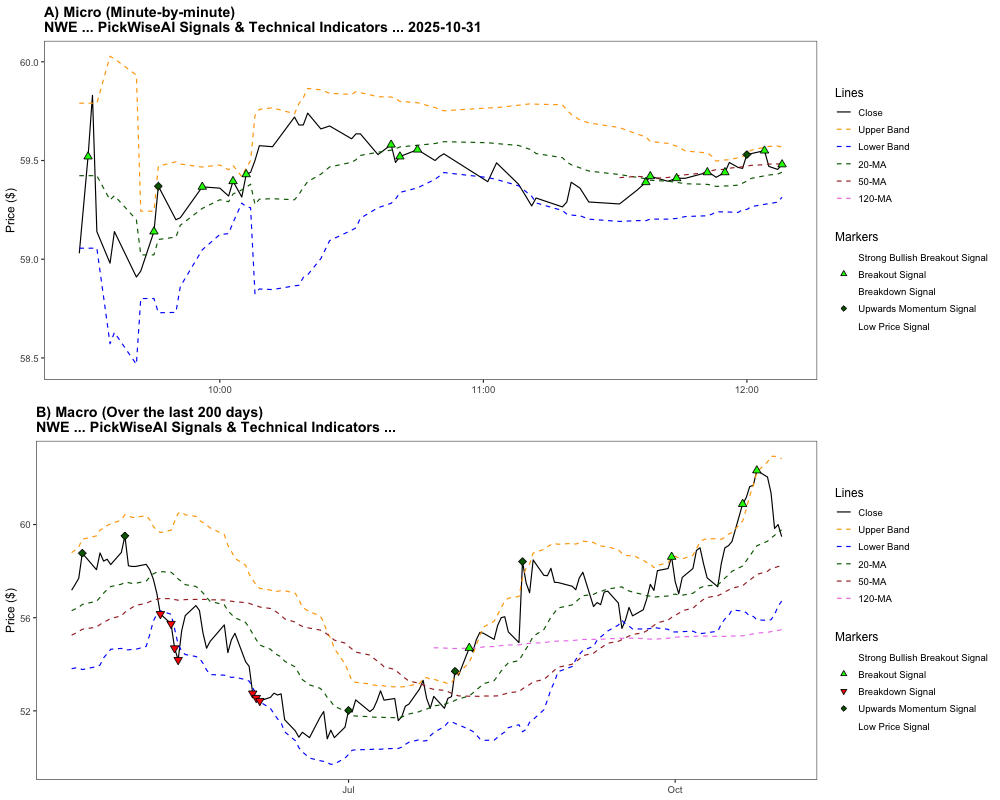 A) Micro (Minute-by-minute)
NWE ... PickWiseAI Signals & Technical Indicators ... 2025-10-31
Price ($)
60.0
59.5
59.0
58.5
10:00
11:00
12:00
Lines
Close
Upper Band
Lower Band
20-MA
50-MA
120-MA
Markers
Strong Bullish Breakout Signal
Breakout Signal
Breakdown Signal
Upwards Momentum Signal
Low Price Signal
B) Macro (Over the last 200 days)
NWE ... PickWiseAI Signals & Technical Indicators ...
Price ($)
60
56
52
Jul
Oct
Lines
Close
Upper Band
Lower Band
20-MA
50-MA
120-MA
Markers
Strong Bullish Breakout Signal
Breakout Signal
Breakdown Signal
Upwards Momentum Signal
Low Price Signal